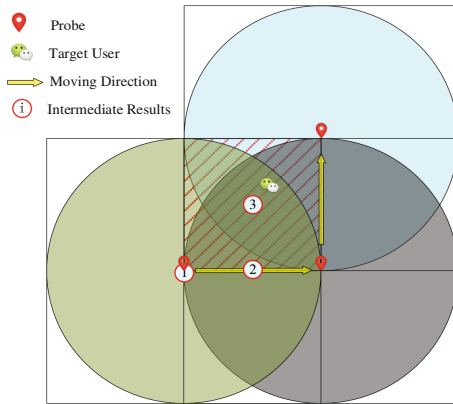 Probe
Target User
Moving Direction
i Intermediate Results
3
1
2